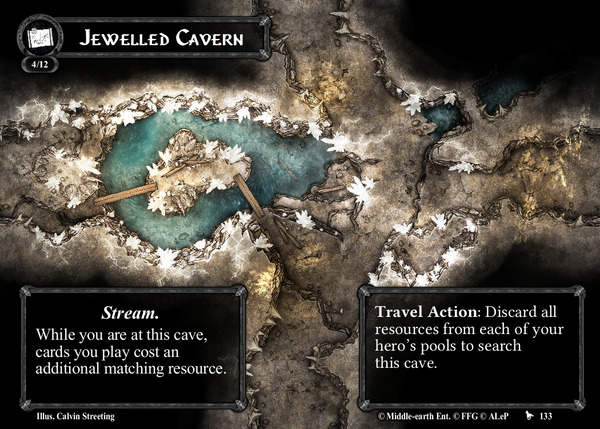 Jewelled Cavern
4/12
Stream.
While you are at this cave,
cards you play cost an
additional matching resource.
Travel Action: Discard all
resources from each of your
hero's pools to search
this cave.
Illus. Calvin Streeting
© Middle-earth Ent. © FFG © ALeP
133